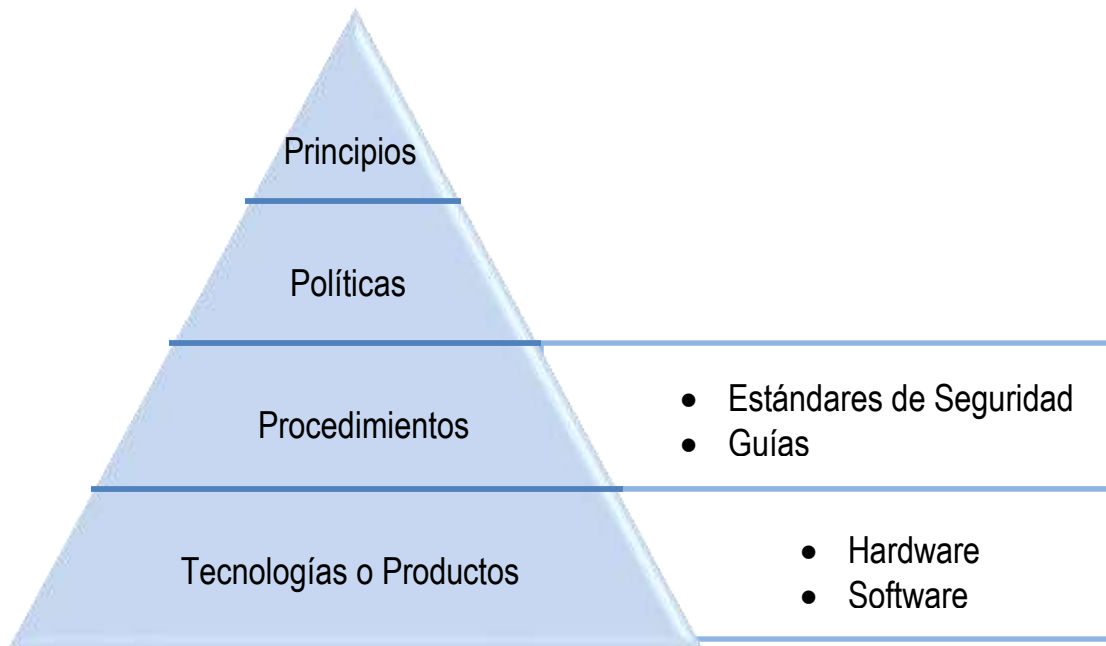 Principios
Políticas
Procedimientos
• Estándares de Seguridad
• Guías
Tecnologías o Productos
• Hardware
• Software